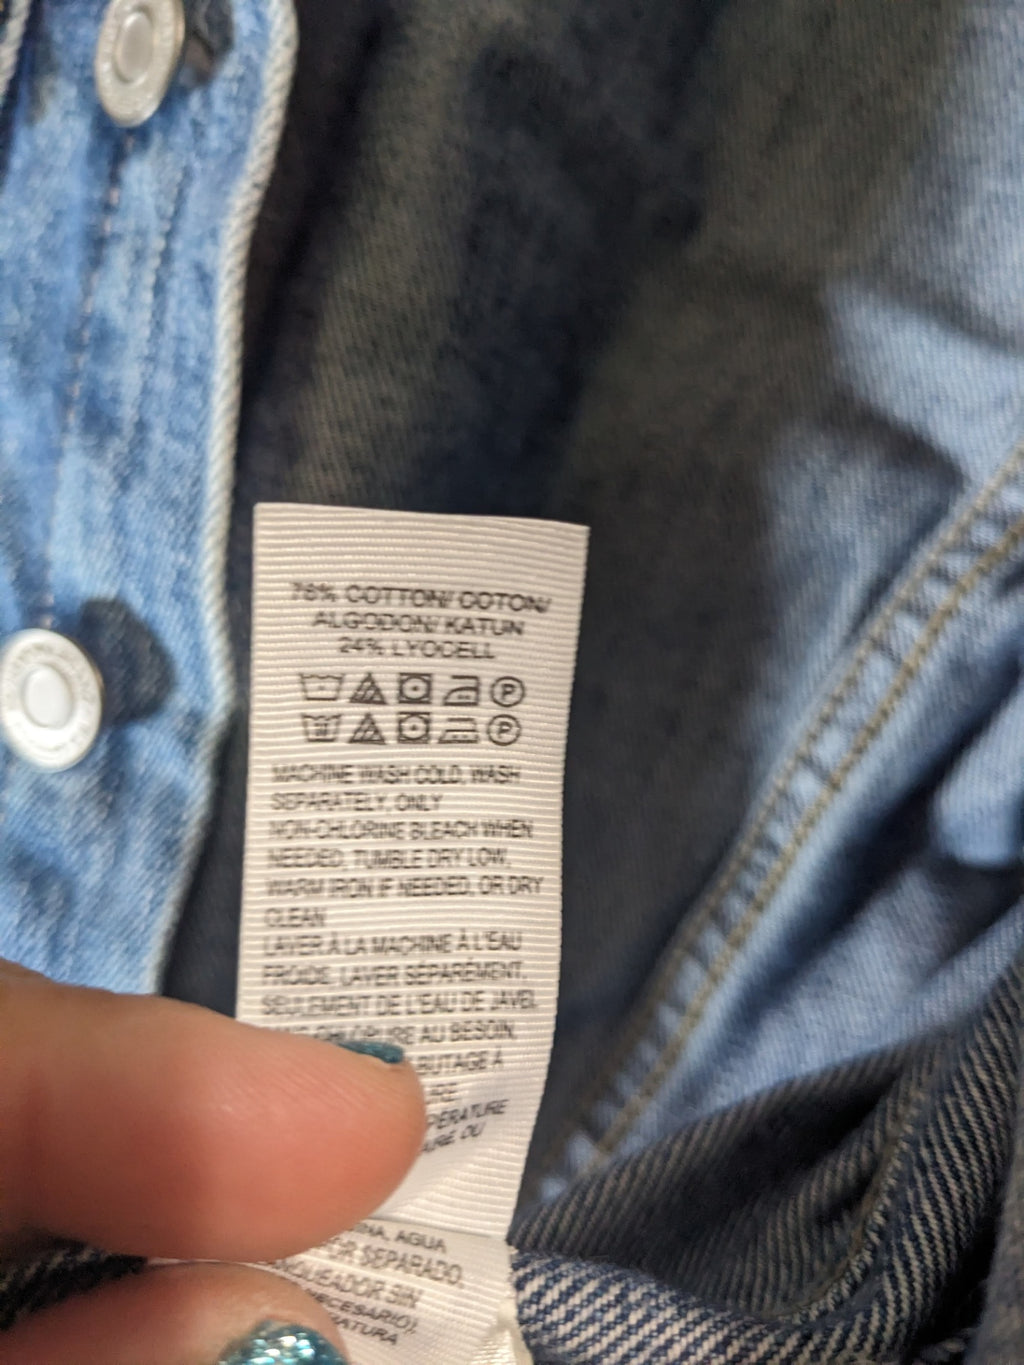 76% COTTON/ COTON/
ALGODON/ KATUN
24% LYOCELL
P
P
MACHINE WASH COLD, WASH
SEPARATELY, ONLY
NON-CHLORINE BLEACH WHEN
NEEDED, TUMBLE DRY LOW,
WARM IRON IF NEEDED, OR DRY
CLEAN
LAVER À LA MACHINE À L'EAU
FROIDE. LAVER SÉPARÉMENT.
SEULEMENT DE L'EAU DE JAVEL
AU BESOIN.
À
OU
AGUA
POR SEPARADO.
SIN